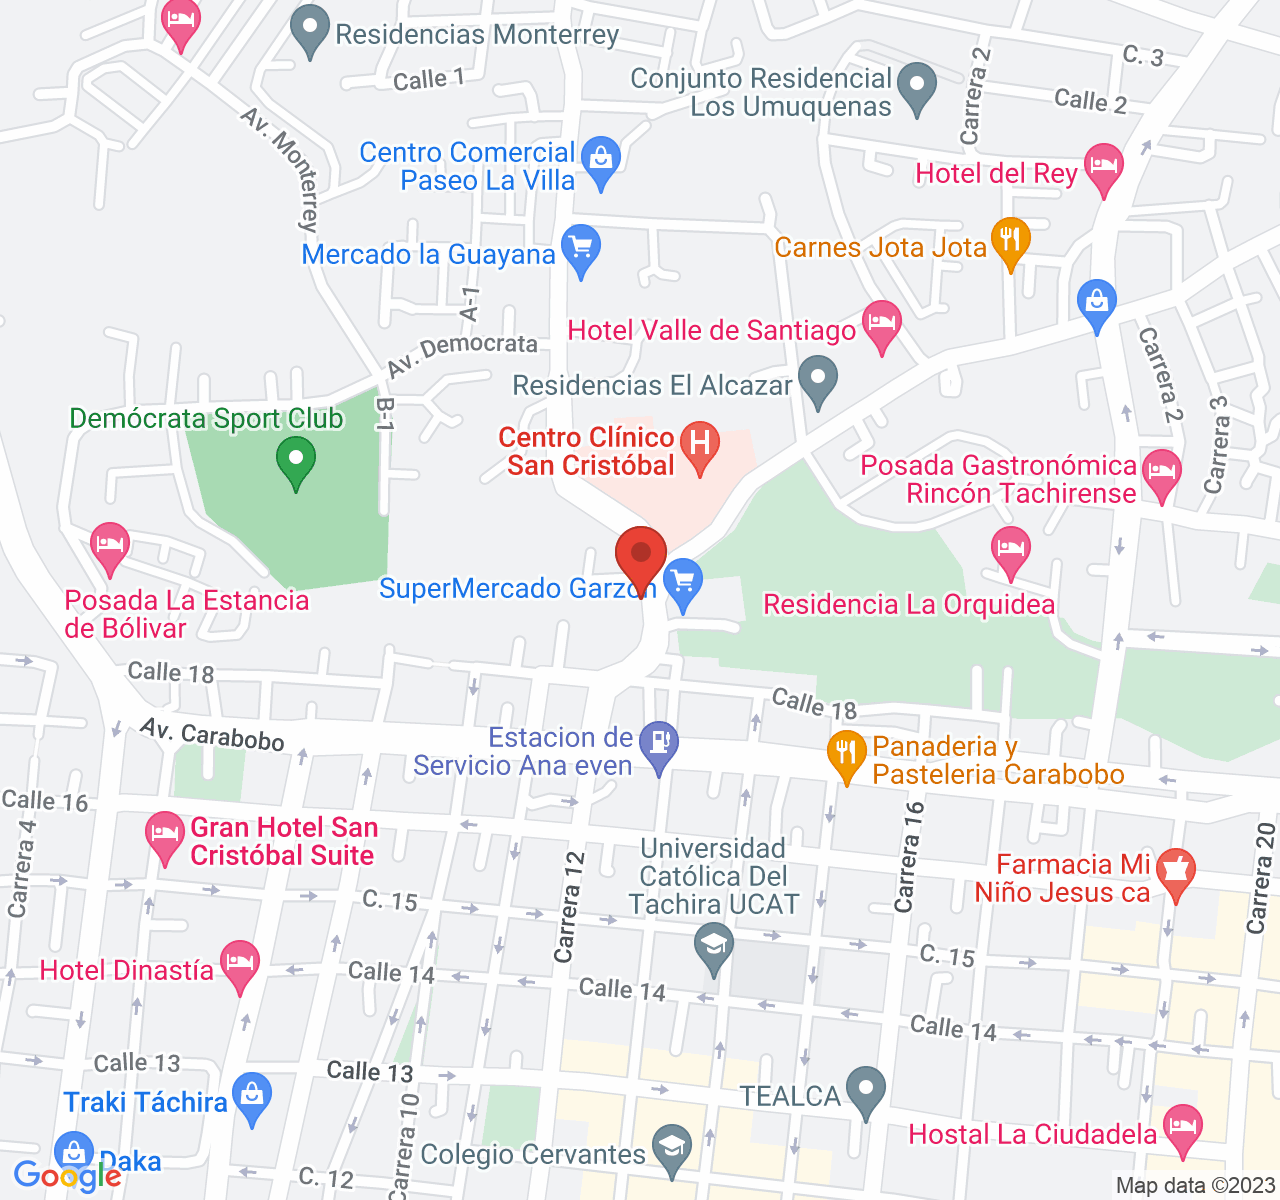 Residencias Monterrey
Calle 1
Conjunto Residencial
Los Umuquenas
Carrera 2
C. 3
Calle 2
Av. Monterrey
Centro Comercial
Paseo La Villa
Hotel del Rey
Mercado la Guayana
Carnes Jota Jota
A-1
Av. Democrata
Hotel Valle de Santiago
Residencias El Alcazar
Carrera 2
Carrera 3
B-1
Demócrata Sport Club
Centro Clínico
San Cristóbal
Posada Gastronómica
Rincón Tachirense
SuperMercado Garzón
Posada La Estancia
de Bólivar
Residencia La Orquidea
Calle 18
Calle 18
Av. Carabobo
Estacion de
Servicio Ana even
Panaderia y
Pasteleria Carabobo
Calle 16
Carrera 4
Gran Hotel San
Cristóbal Suite
Carrera 12
Universidad
Católica Del
Tachira UCAT
Carrera 16
Farmacia Mi
Niño Jesus ca
Carrera 20
C. 15
C. 15
Hotel Dinastía
Calle 14
Calle 14
Calle 14
Calle 13
Calle 13
Traki Táchira
Carrera 10
TEALCA
Daka
Colegio Cervantes
Hostal La Ciudadela
C. 12
Google
Map data ©2023